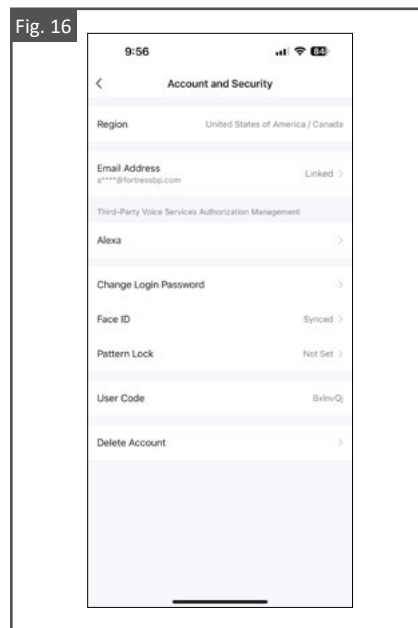 Fig. 16
9:56
84
Account and Security
Region United States of America / Canada
Email Address
Linked
a****@fortressbp.com
Third-Party Voice Services Authorization Management
Alexa
Change Login Password
Face ID Synced
Pattern Lock Not Set
User Code
Delete Account